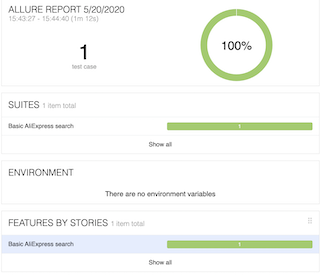 ALLURE REPORT 5/20/2020
15:43:27 - 15:44:40 (1m 12s)
1
test case
100%
SUITES 1 item total
Basic AliExpress search 1
Show all
ENVIRONMENT
There are no environment variables
FEATURES BY STORIES 1 item total
Basic AliExpress search 1
Show all